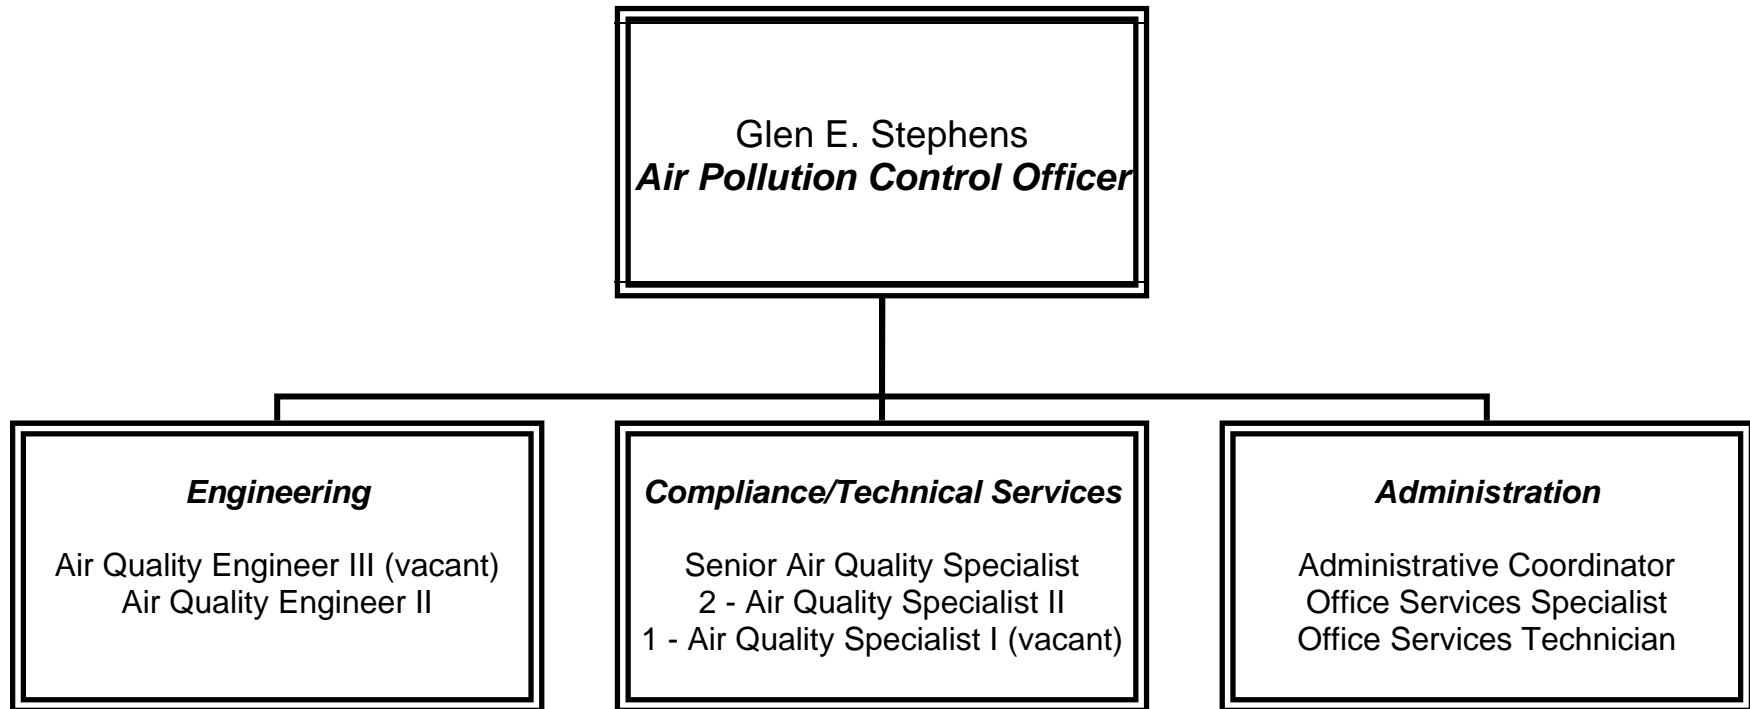 Glen E. Stephens
Air Pollution Control Officer
Engineering
Air Quality Engineer III (vacant)
Air Quality Engineer II
Compliance/Technical Services
Senior Air Quality Specialist
2 - Air Quality Specialist II
1 - Air Quality Specialist I (vacant)
Administration
Administrative Coordinator
Office Services Specialist
Office Services Technician